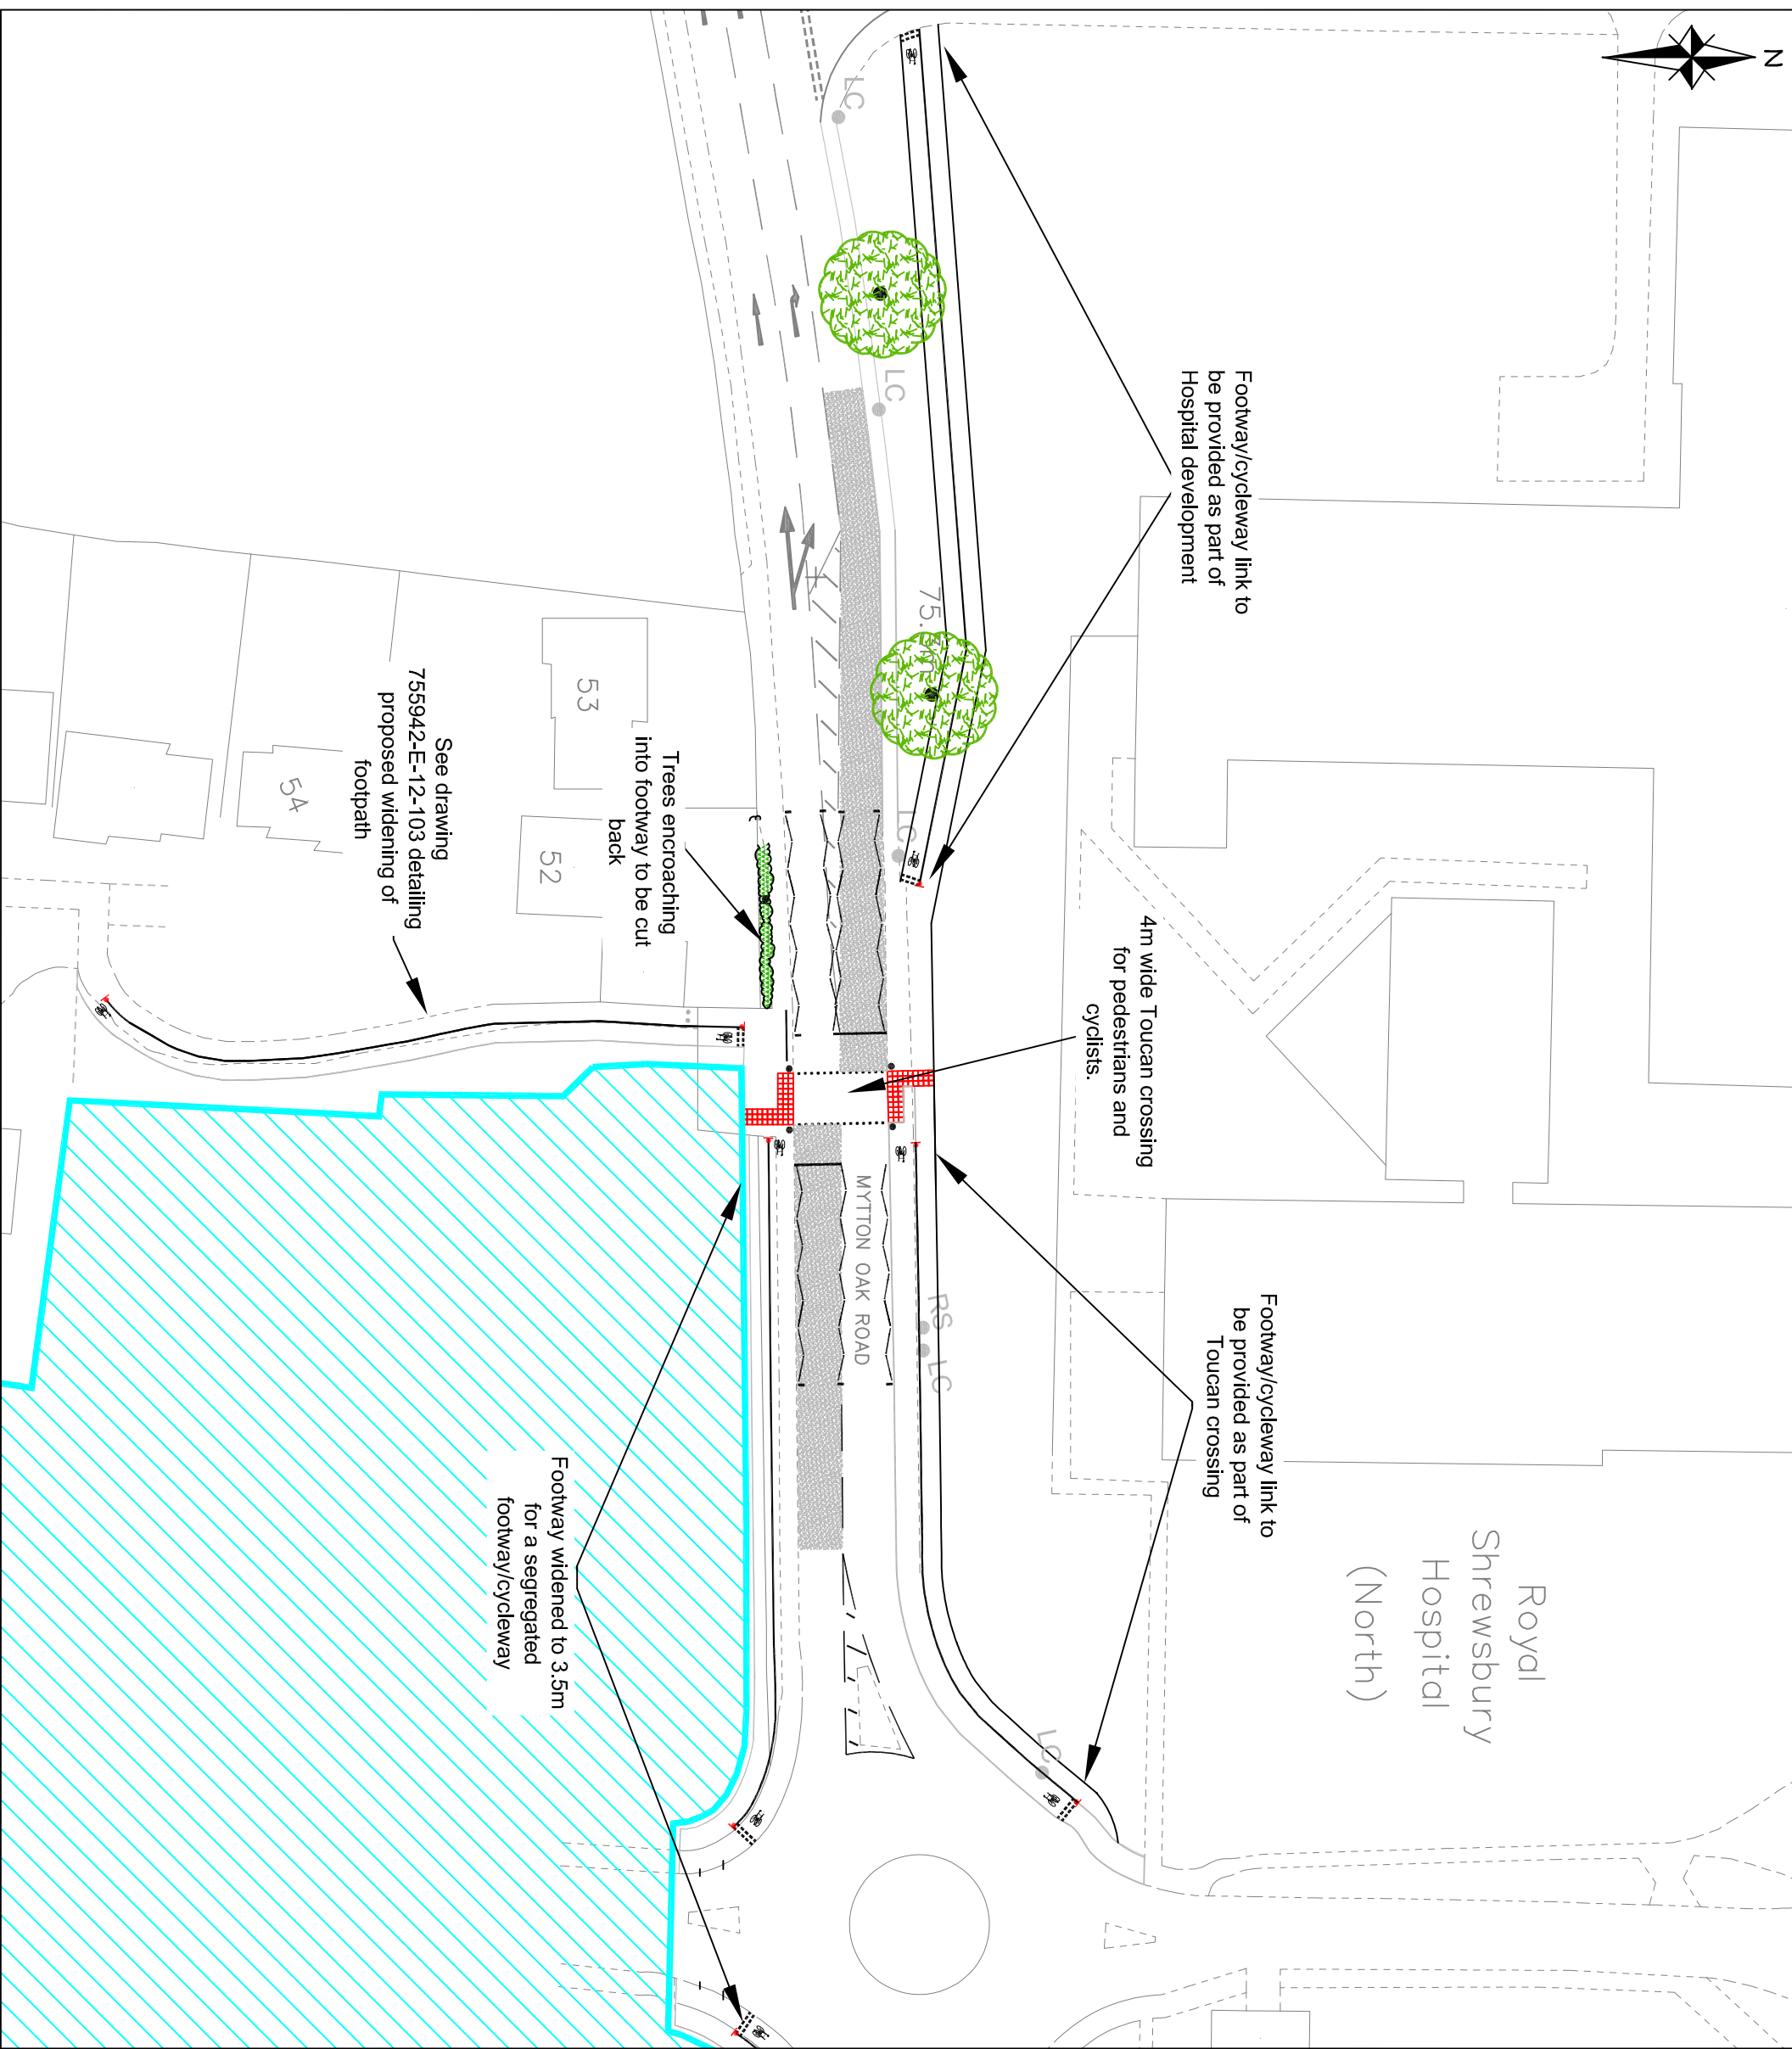 N
LC
LC
75.
LC
Footway/cycleway link to
be provided as part of
Hospital development
53
54
52
See drawing
755942-E-12-103 detailing
proposed widening of
footpath
Trees encroaching
into footway to be cut
back
4m wide Toucan crossing
for pedestrians and
cyclists.
MYTTON OAK ROAD
RS
LC
Footway/cycleway link to
be provided as part of
Toucan crossing
Footway widened to 3.5m
for a segregated
footway/cycleway
Royal
Shrewsbury
Hospital
(North)
LC